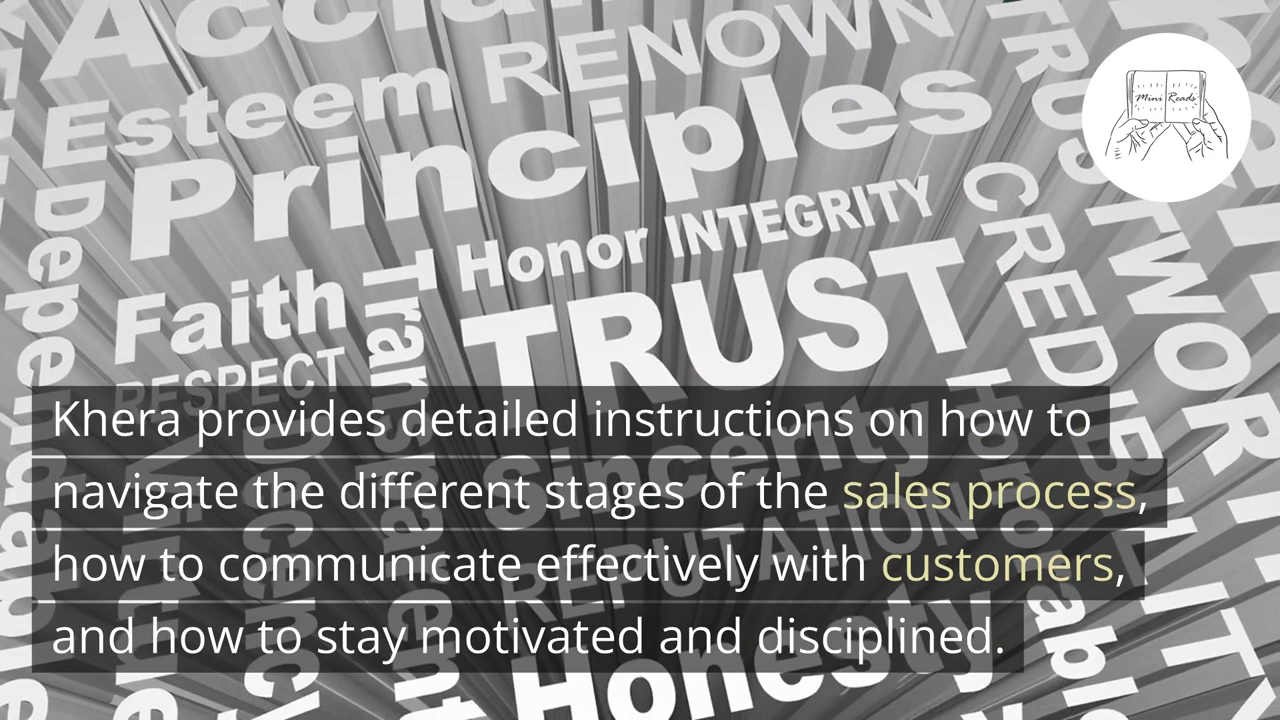 Esteem
RENOWN
Principles
Mini Reads
Honor INTEGRITY
TRUST
Faith
RESPECT
Khera provides detailed instructions on how to
navigate the different stages of the sales process,
how to communicate effectively with customers,
and how to stay motivated and disciplined.
Sincerity
REPUTATION
Honesty